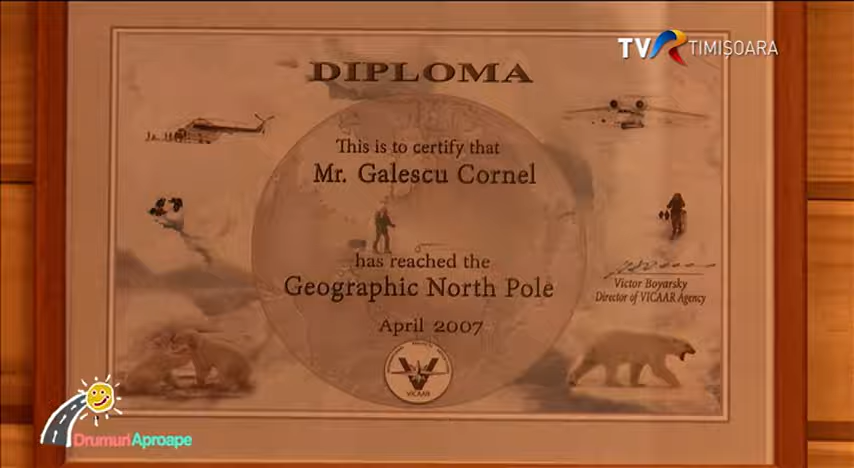 TVR TIMIȘOARA
DIPLOMA
This is to certify that
Mr. Galescu Cornel
has reached the
Geographic North Pole
April 2007
Victor Boyarsky
Director of VICAAR Agency
VICAAR
DrumuriAproape